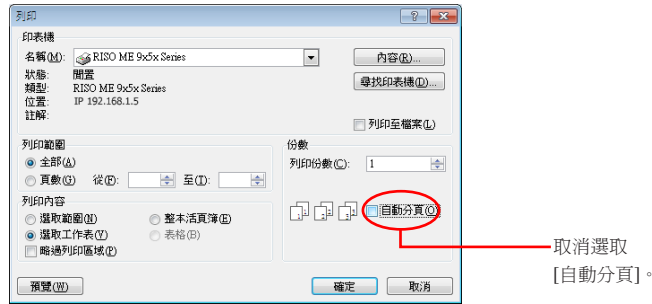 列印
印表機
名稱(M): RISO ME 9x5x Series 內容(R)...
狀態: 閒置 尋找印表機(D)...
類型: RISO ME 9x5x Series
位置: IP 192.168.1.5
註解: 列印至檔案(L)
列印範圍 份數
全部(A) 列印份數(C): 1
頁數(G) 從(F): 至(T):
列印內容
選取範圍(N) 整本活頁簿(E) 自動分頁(O)
選取工作表(V) 表格(B)
略過列印區域(P)
取消選取
[自動分頁]。
預覽(W) 確定 取消